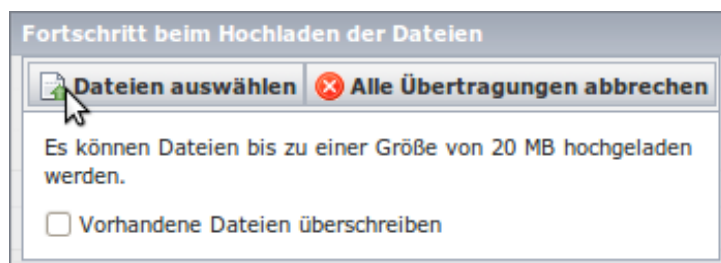 Fortschritt beim Hochladen der Dateien
Dateien auswählen Alle Übertragungen abbrechen
Es können Dateien bis zu einer Größe von 20 MB hochgeladen
werden.
Vorhandene Dateien überschreiben